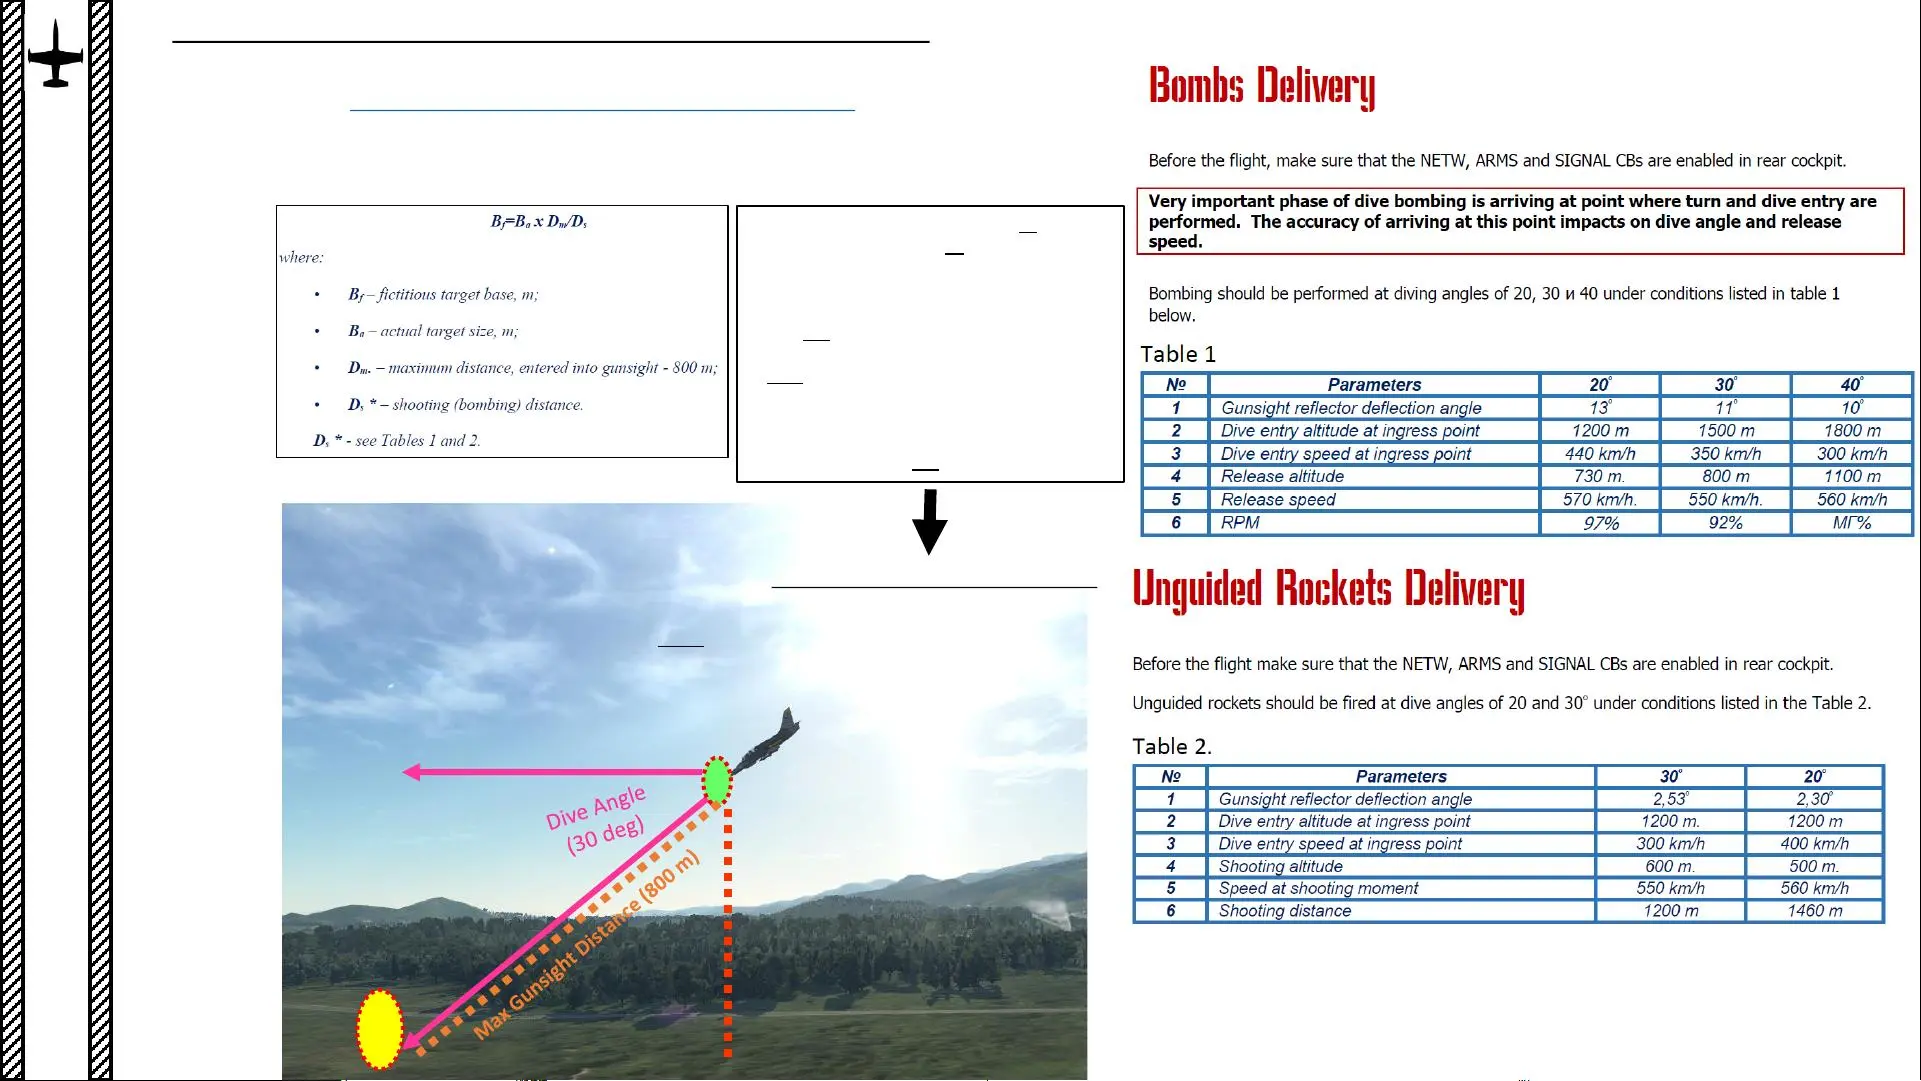 B_f=B_a x D_m/D_s
where:
• B_f – fictitious target base, m;
• B_a – actual target size, m;
• D_m. – maximum distance, entered into gunsight - 800 m;
• D_s * – shooting (bombing) distance.
D_s * - see Tables 1 and 2.
Dive Angle
(30 deg)
Max Gunsight Distance (800 m)
Bombs Delivery
Before the flight, make sure that the NETW, ARMS and SIGNAL CBs are enabled in rear cockpit.
Very important phase of dive bombing is arriving at point where turn and dive entry are
performed. The accuracy of arriving at this point impacts on dive angle and release
speed.
Bombing should be performed at diving angles of 20, 30 и 40 under conditions listed in table 1
below.
Table 1
№ Parameters 20° 30° 40°
1 Gunsight reflector deflection angle 13° 11° 10°
2 Dive entry altitude at ingress point 1200 m 1500 m 1800 m
3 Dive entry speed at ingress point 440 km/h 350 km/h 300 km/h
4 Release altitude 730 m. 800 m 1100 m
5 Release speed 570 km/h. 550 km/h. 560 km/h
6 RPM 97% 92% МГ%
Unguided Rockets Delivery
Before the flight make sure that the NETW, ARMS and SIGNAL CBs are enabled in rear cockpit.
Unguided rockets should be fired at dive angles of 20 and 30° under conditions listed in the Table 2.
Table 2.
№ Parameters 30° 20°
1 Gunsight reflector deflection angle 2,53° 2,30°
2 Dive entry altitude at ingress point 1200 m. 1200 m
3 Dive entry speed at ingress point 300 km/h 400 km/h
4 Shooting altitude 600 m. 500 m.
5 Speed at shooting moment 550 km/h 560 km/h
6 Shooting distance 1200 m 1460 m